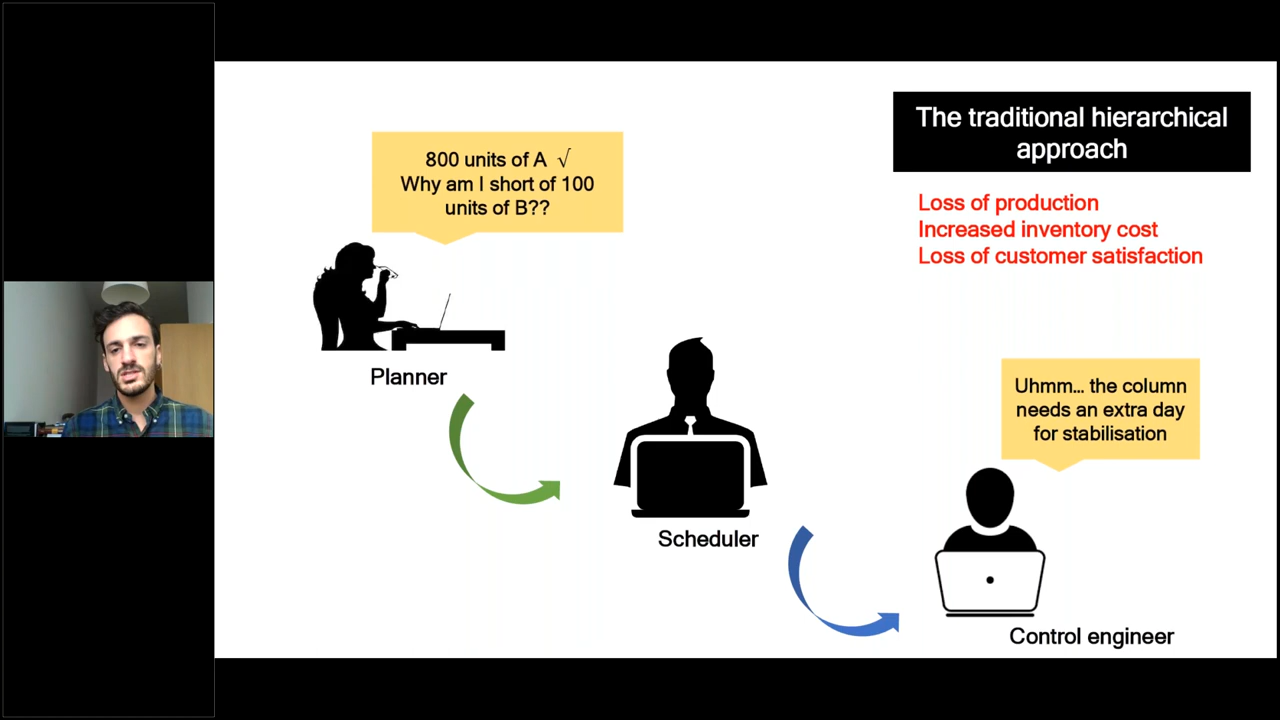 The traditional hierarchical
approach
800 units of A √
Why am I short of 100
units of B??
Loss of production
Increased inventory cost
Loss of customer satisfaction
Planner
Uhmm... the column
needs an extra day
for stabilisation
Scheduler
Control engineer